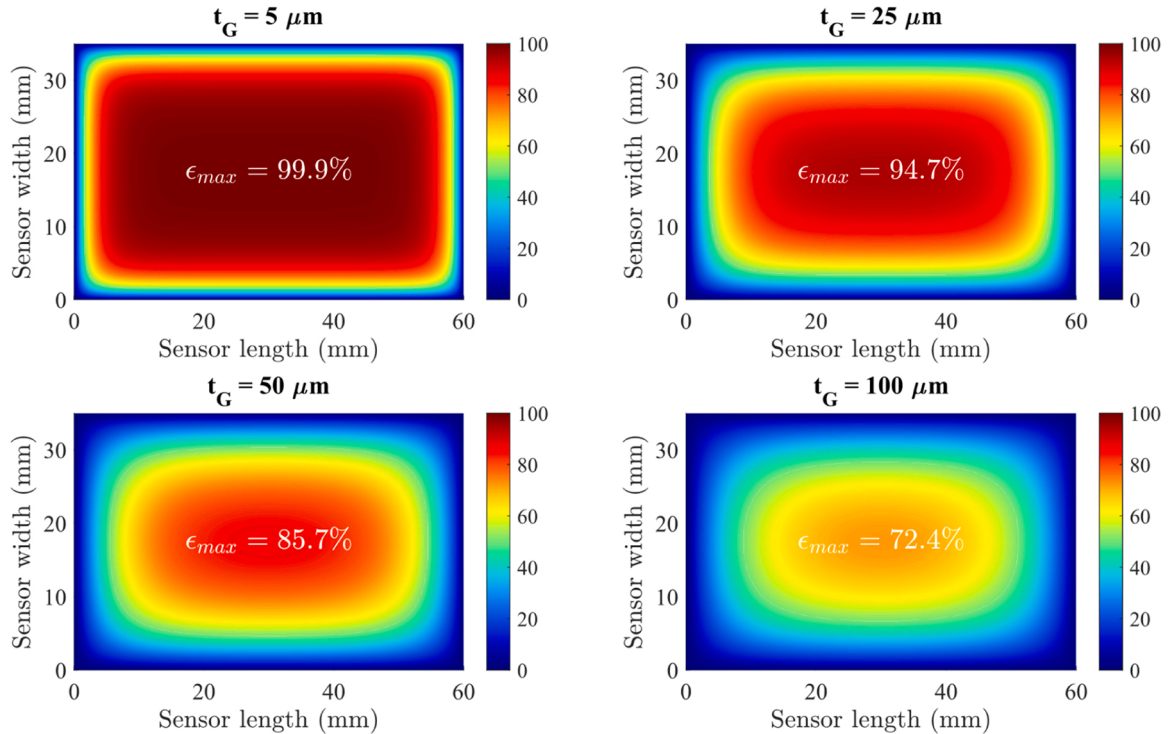 t_G = 5 μm
Sensor width (mm)
30
20
10
0
ϵ_max = 99.9%
100
80
60
40
20
0
0 20 40 60
Sensor length (mm)
t_G = 25 μm
Sensor width (mm)
30
20
10
0
ϵ_max = 94.7%
100
80
60
40
20
0
0 20 40 60
Sensor length (mm)
t_G = 50 μm
Sensor width (mm)
30
20
10
0
ϵ_max = 85.7%
100
80
60
40
20
0
0 20 40 60
Sensor length (mm)
t_G = 100 μm
Sensor width (mm)
30
20
10
0
ϵ_max = 72.4%
100
80
60
40
20
0
0 20 40 60
Sensor length (mm)